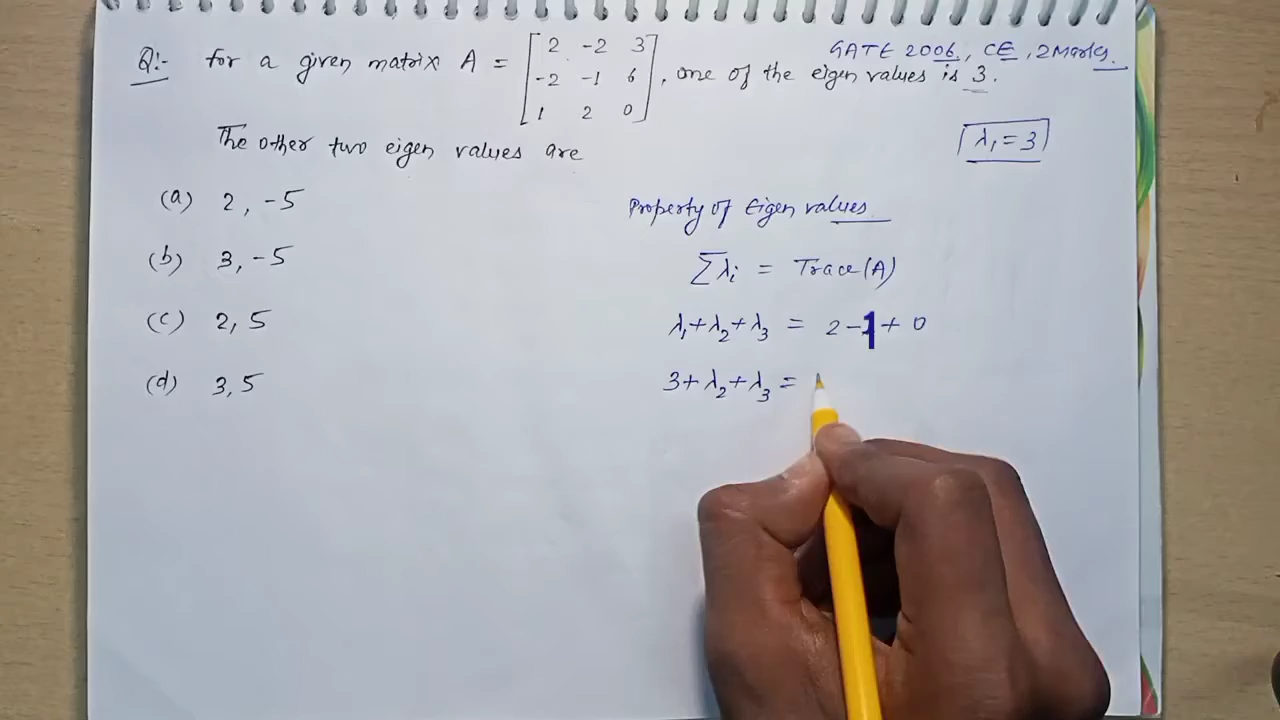 Q:- For a given matrix A = [2 -2 3
-2 -1 6
1 2 0], one of the eigen values is 3.
GATE 2006, CE, 2 Marks.
The other two eigen values are
λ₁ = 3
(a) 2, -5
(b) 3, -5
(c) 2, 5
(d) 3, 5
Property of Eigen values
Σλᵢ = Trace(A)
λ₁+λ₂+λ₃ = 2-1+0
3+λ₂+λ₃ =